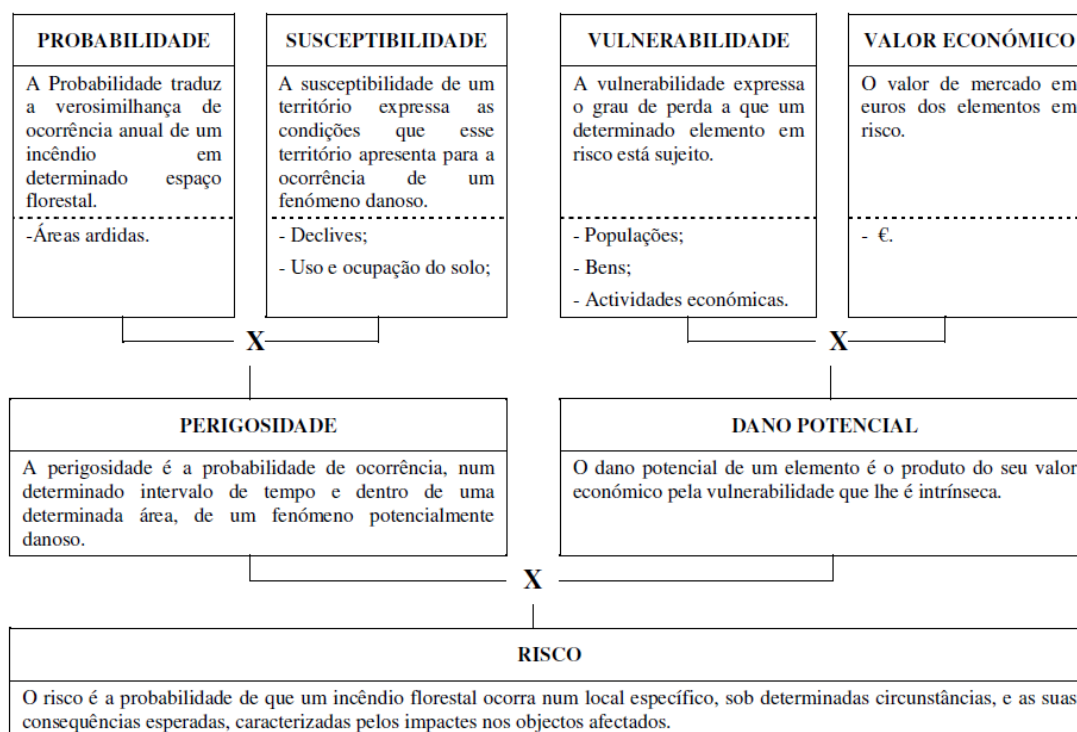 PROBABILIDADE
A Probabilidade traduz
a verosimilhança de
ocorrência anual de um
incêndio em
determinado espaço
florestal.
-Áreas ardidas.
SUSCEPTIBILIDADE
A susceptibilidade de um
território expressa as
condições que esse
território apresenta para a
ocorrência de um
fenómeno danoso.
- Declives;
- Uso e ocupação do solo;
VULNERABILIDADE
A vulnerabilidade expressa
o grau de perda a que um
determinado elemento em
risco está sujeito.
- Populações;
- Bens;
- Actividades económicas.
VALOR ECONÓMICO
O valor de mercado em
euros dos elementos em
risco.
- €.
X
X
PERIGOSIDADE
A perigosidade é a probabilidade de ocorrência, num
determinado intervalo de tempo e dentro de uma
determinada área, de um fenómeno potencialmente
danoso.
DANO POTENCIAL
O dano potencial de um elemento é o produto do seu valor
económico pela vulnerabilidade que lhe é intrínseca.
X
RISCO
O risco é a probabilidade de que um incêndio florestal ocorra num local específico, sob determinadas circunstâncias, e as suas
consequências esperadas, caracterizadas pelos impactes nos objectos afectados.